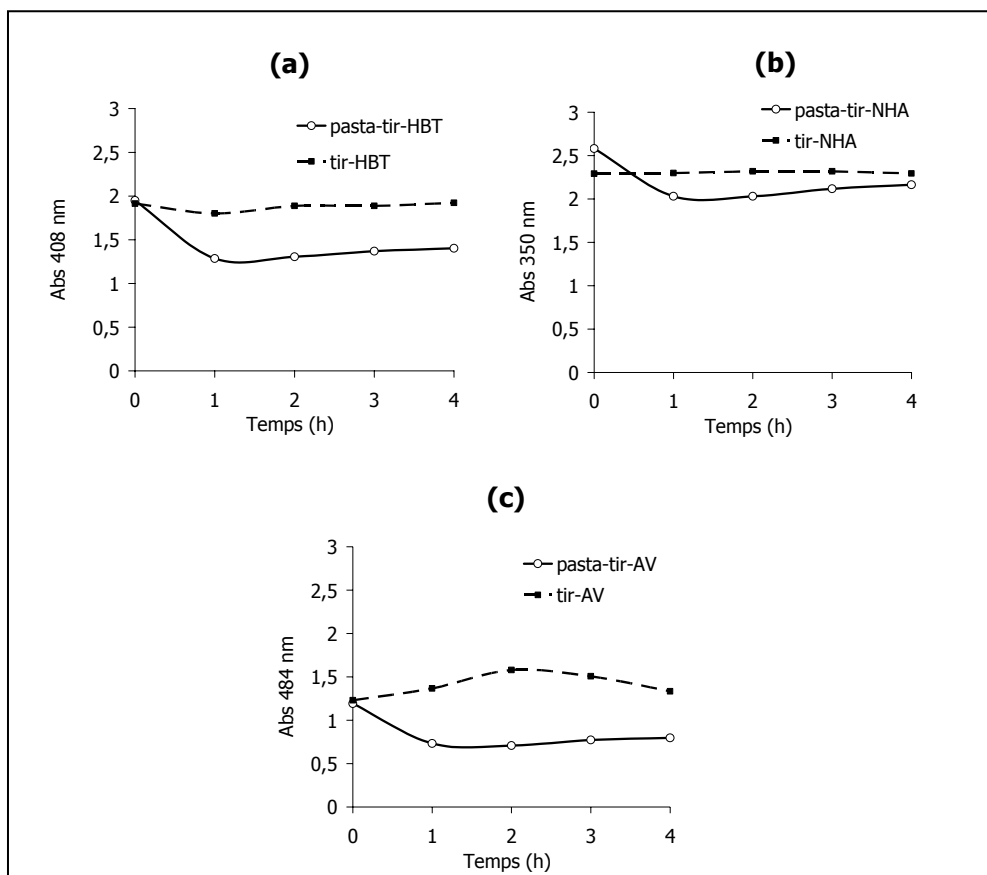 (a)
pasta-tir-HBT
tir-HBT
Abs 408 nm
3
2,5
2
1,5
1
0,5
0
0 1 2 3 4
Temps (h)
(b)
pasta-tir-NHA
tir-NHA
Abs 350 nm
3
2,5
2
1,5
1
0,5
0
0 1 2 3 4
Temps (h)
(c)
pasta-tir-AV
tir-AV
Abs 484 nm
3
2,5
2
1,5
1
0,5
0
0 1 2 3 4
Temps (h)